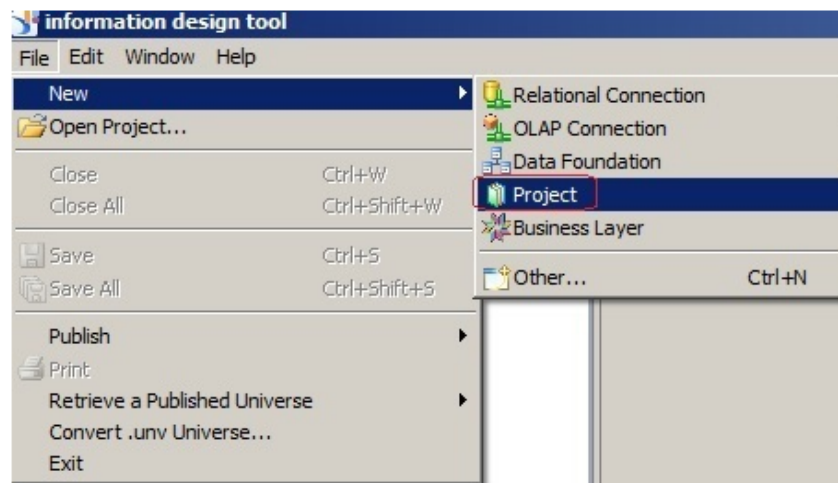 information design tool
File Edit Window Help
New
Open Project...
Close Ctrl+W
Close All Ctrl+Shift+W
Save Ctrl+S
Save All Ctrl+Shift+S
Publish
Print
Retrieve a Published Universe
Convert .unv Universe...
Exit
Relational Connection
OLAP Connection
Data Foundation
Project
Business Layer
Other... Ctrl+N